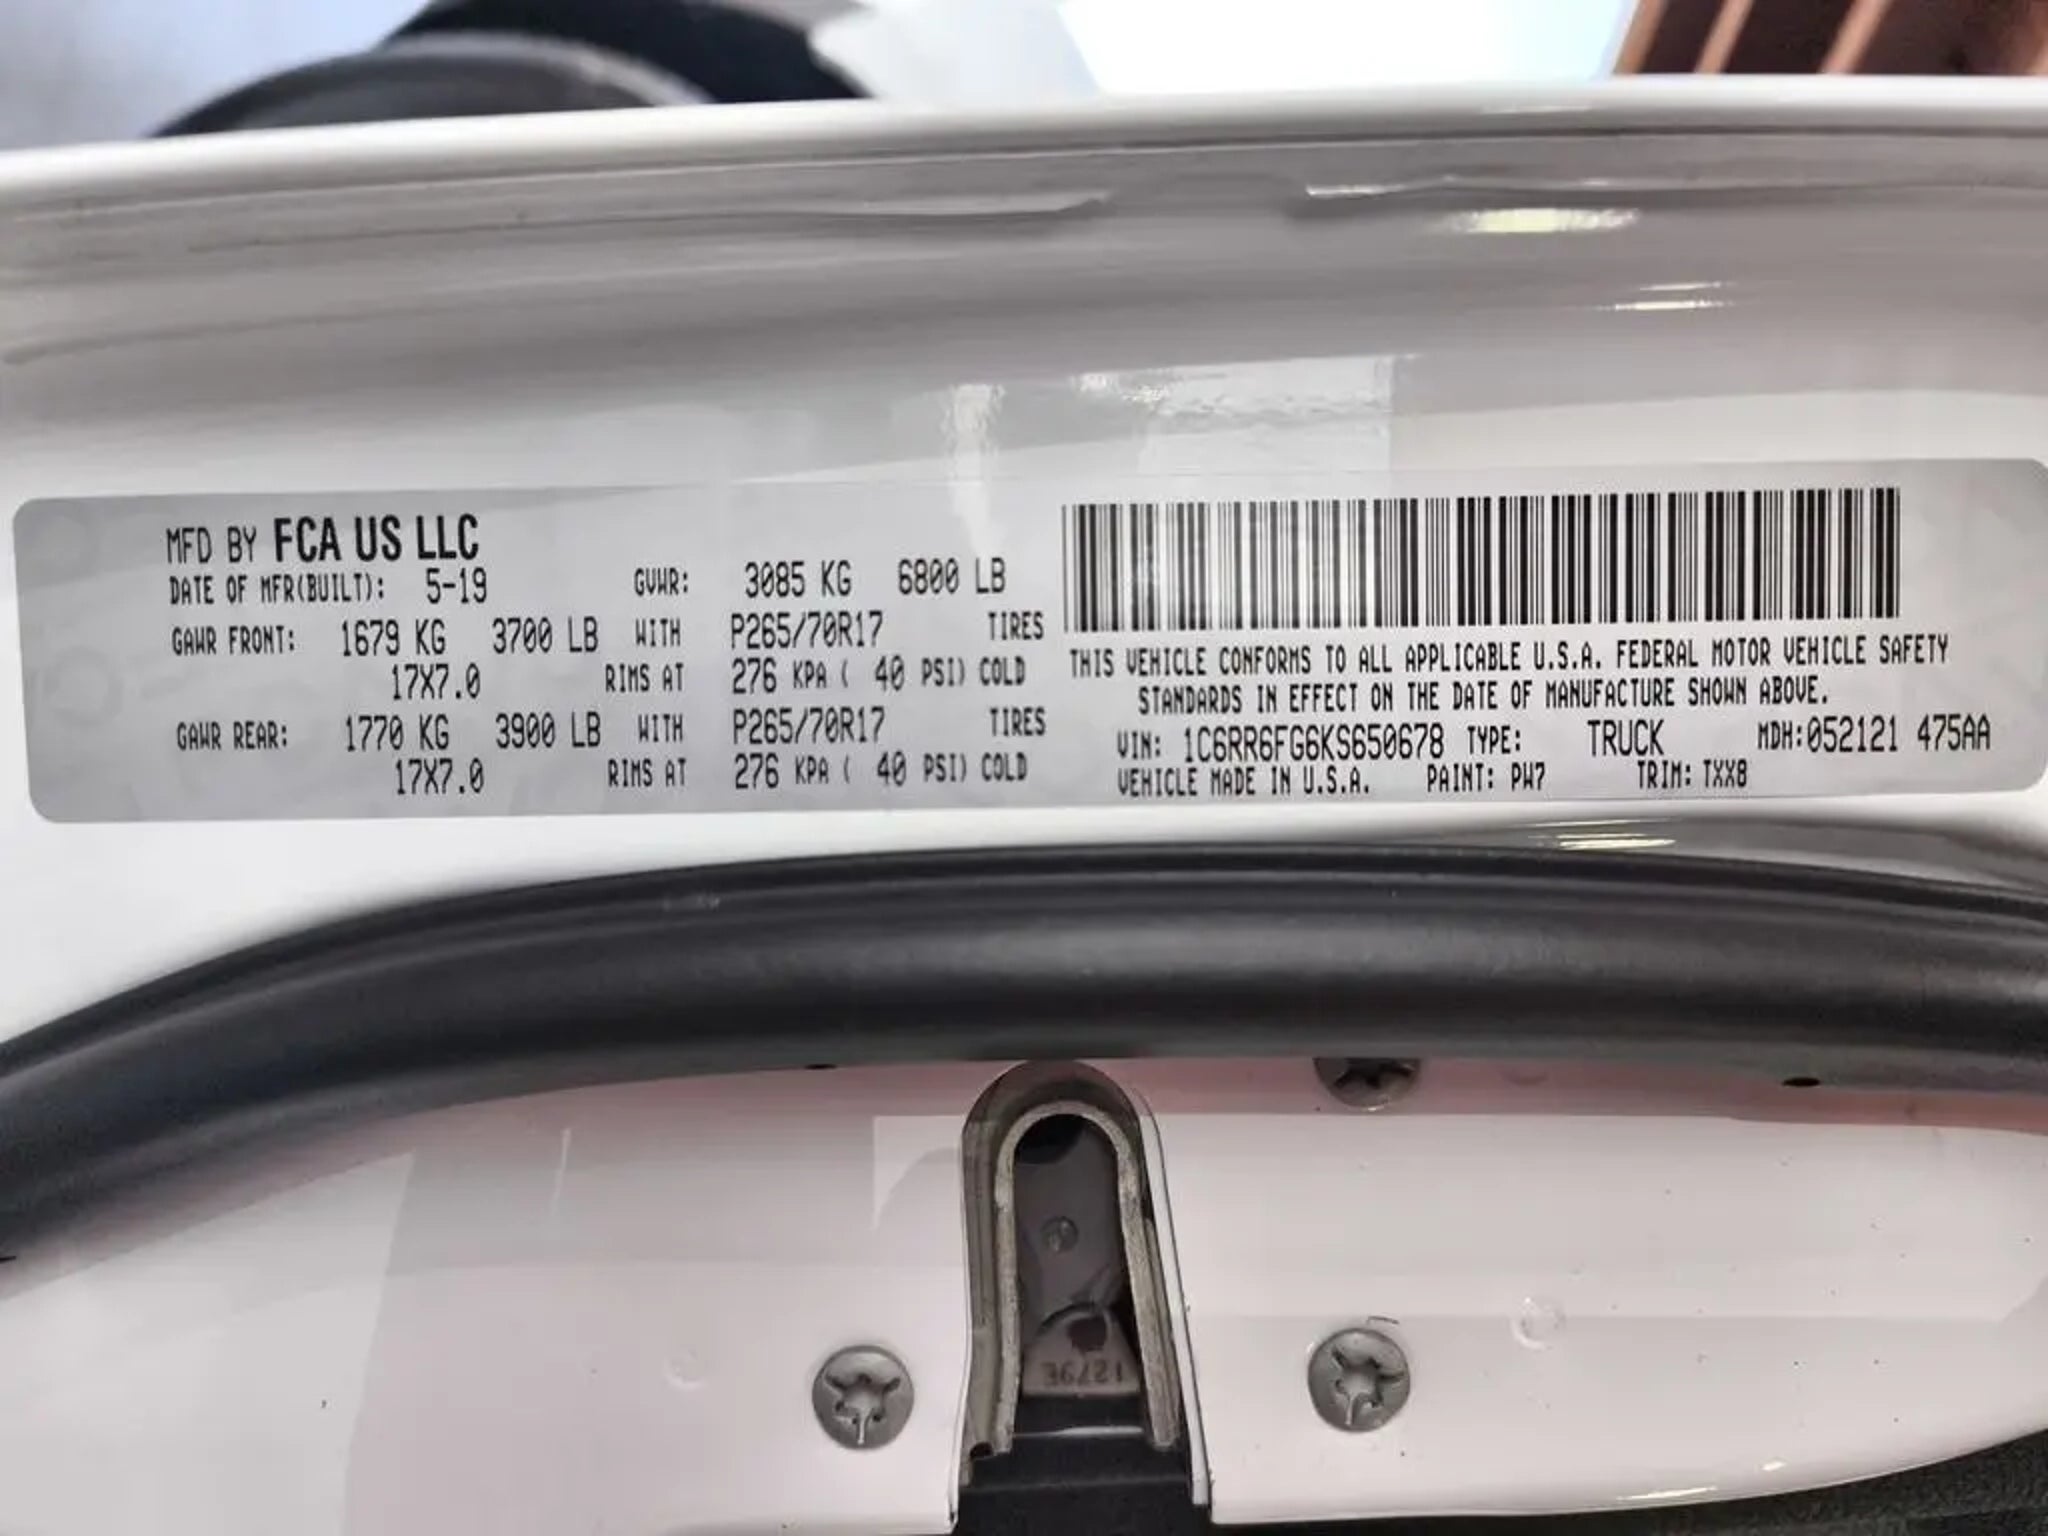 MFD BY FCA US LLC
DATE OF MFR(BUILT): 5-19 GVWR: 3085 KG 6800 LB
GAWR FRONT: 1679 KG 3700 LB WITH P265/70R17 TIRES
17X7.0 RIMS AT 276 KPA ( 40 PSI) COLD
GAWR REAR: 1770 KG 3900 LB WITH P265/70R17 TIRES
17X7.0 RIMS AT 276 KPA ( 40 PSI) COLD
THIS VEHICLE CONFORMS TO ALL APPLICABLE U.S.A. FEDERAL MOTOR VEHICLE SAFETY
STANDARDS IN EFFECT ON THE DATE OF MANUFACTURE SHOWN ABOVE.
VIN: 1C6RR6FG6KS650678 TYPE: TRUCK MDH:052121 475AA
VEHICLE MADE IN U.S.A. PAINT: PW7 TRIM: TXX8